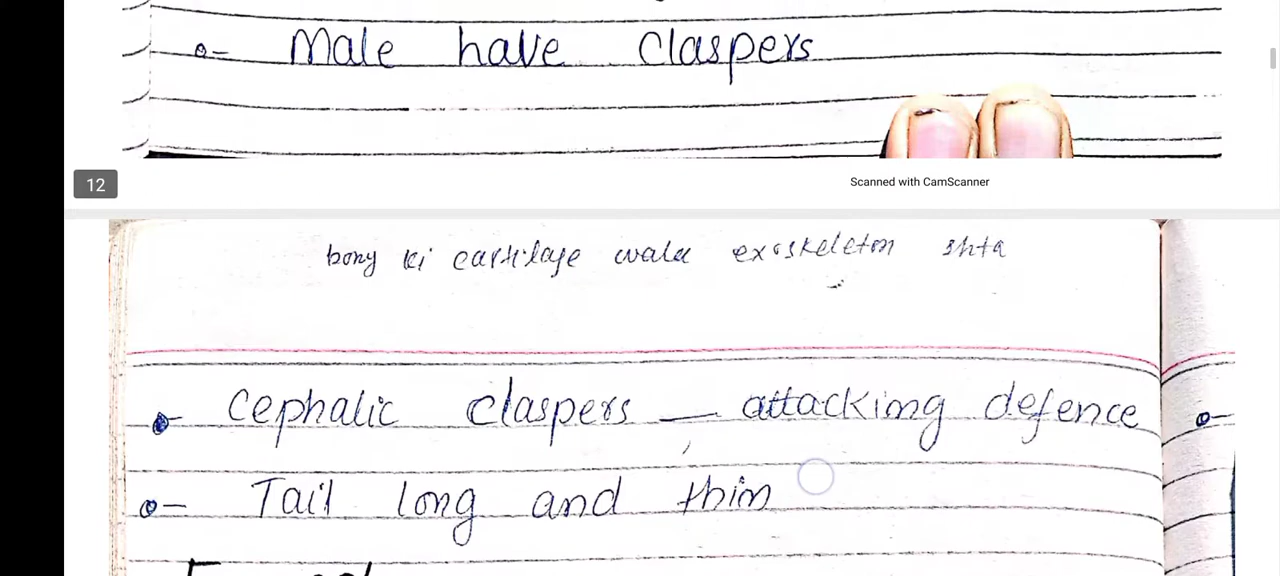 Male have claspers
Scanned with CamScanner
12
bony ki cartilage wala exoskeleton shta
Cephalic claspers — attacking defence
Tail long and thin